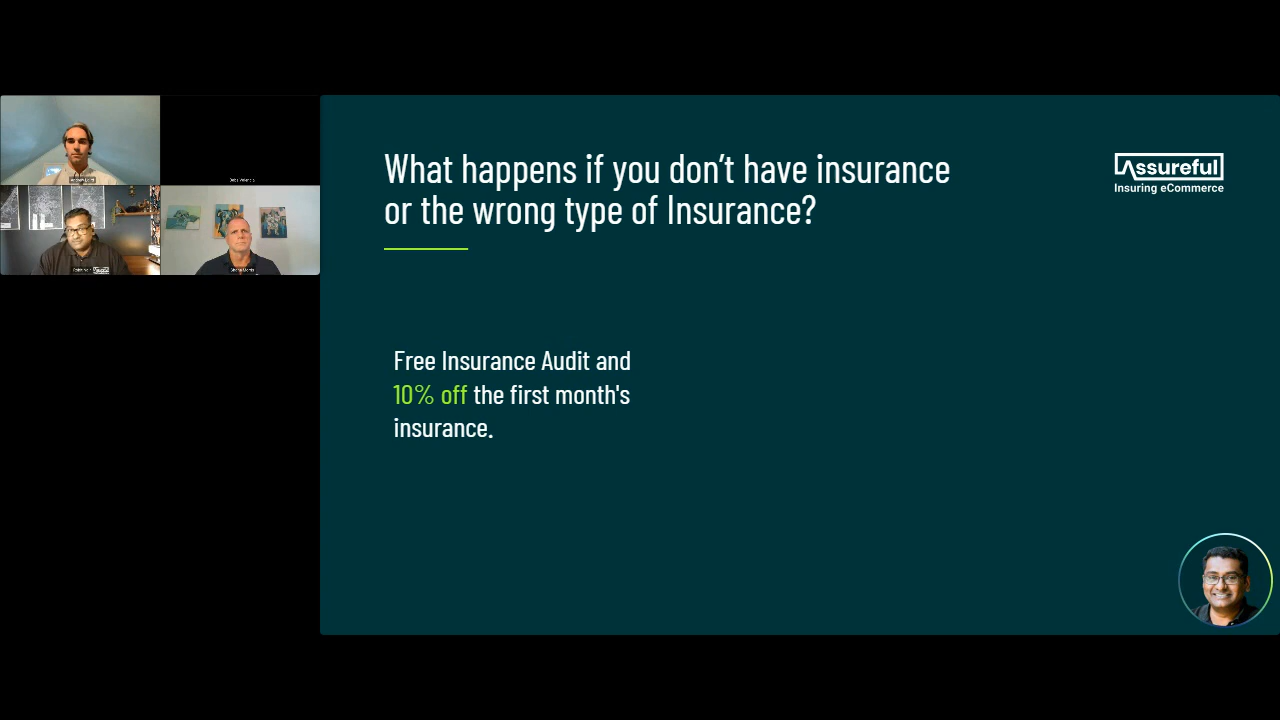 What happens if you don't have insurance
or the wrong type of Insurance?
Assureful
Insuring eCommerce
Free Insurance Audit and
10% off the first month's
insurance.